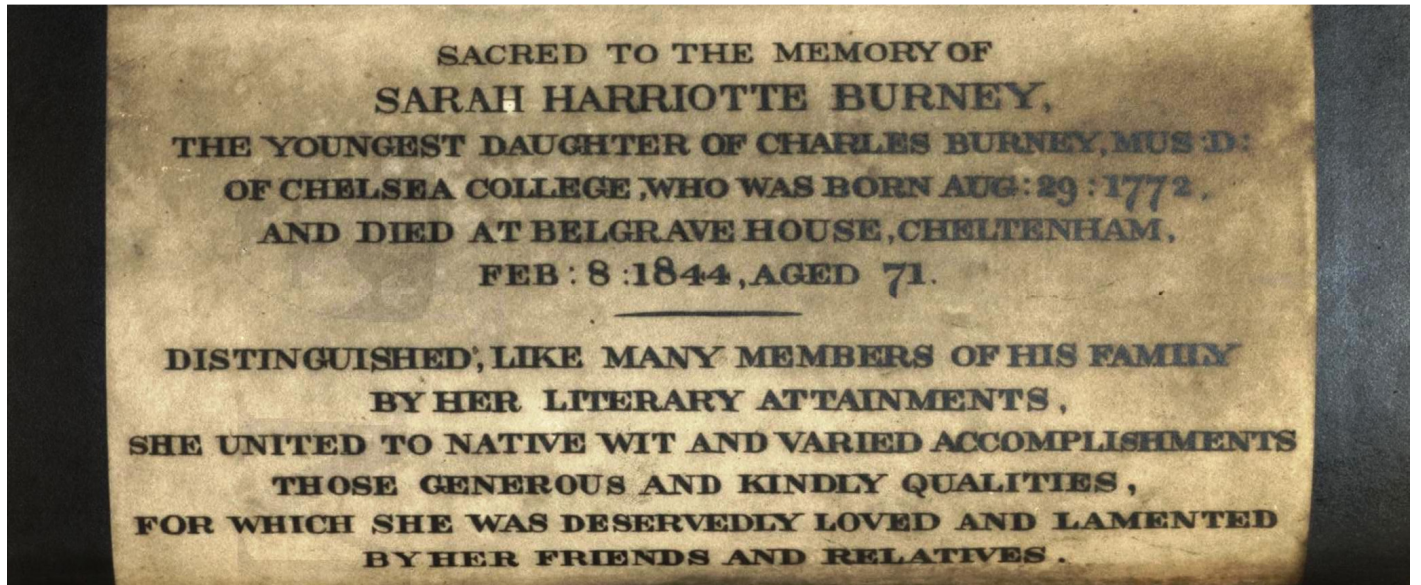 SACRED TO THE MEMORY OF
SARAH HARRIOTTE BURNEY,
THE YOUNGEST DAUGHTER OF CHARLES BURNEY, MUS:D:
OF CHELSEA COLLEGE, WHO WAS BORN AUG: 29: 1772,
AND DIED AT BELGRAVE HOUSE, CHELTENHAM,
FEB: 8: 1844, AGED 71.
DISTINGUISHED, LIKE MANY MEMBERS OF HIS FAMILY
BY HER LITERARY ATTAINMENTS,
SHE UNITED TO NATIVE WIT AND VARIED ACCOMPLISHMENTS
THOSE GENEROUS AND KINDLY QUALITIES,
FOR WHICH SHE WAS DESERVEDLY LOVED AND LAMENTED
BY HER FRIENDS AND RELATIVES.